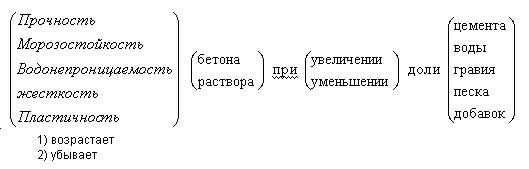 Прочность
Морозостойкость
Водонепроницаемость
жесткость
Пластичность
бетона
раствора
при
увеличении
уменьшении
доли
цемента
воды
гравия
песка
добавок
1) возрастает
2) убывает